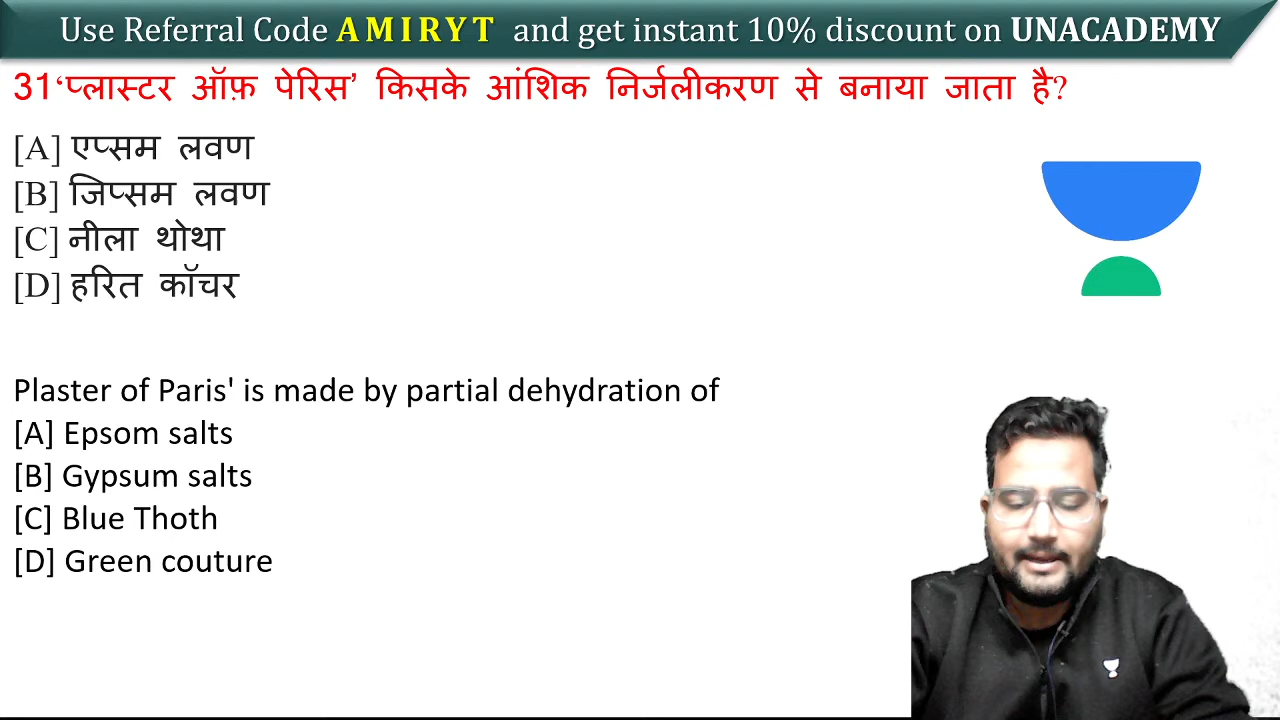 Use Referral Code AMIRYT and get instant 10% discount on UNACADEMY
31‘प्लास्टर ऑफ़ पेरिस’ किसके आंशिक निर्जलीकरण से बनाया जाता है?
[A] एप्सम लवण
[B] जिप्सम लवण
[C] नीला थोथा
[D] हरित कॉचर
Plaster of Paris' is made by partial dehydration of
[A] Epsom salts
[B] Gypsum salts
[C] Blue Thoth
[D] Green couture